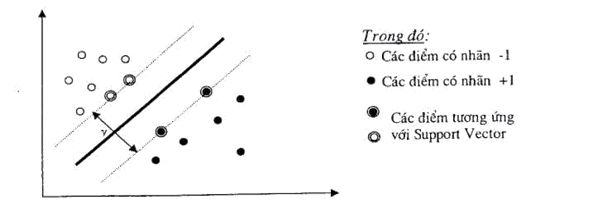 Trong đó:
Các điểm có nhãn -1
Các điểm có nhãn +1
Các điểm tương ứng
với Support Vector
γ